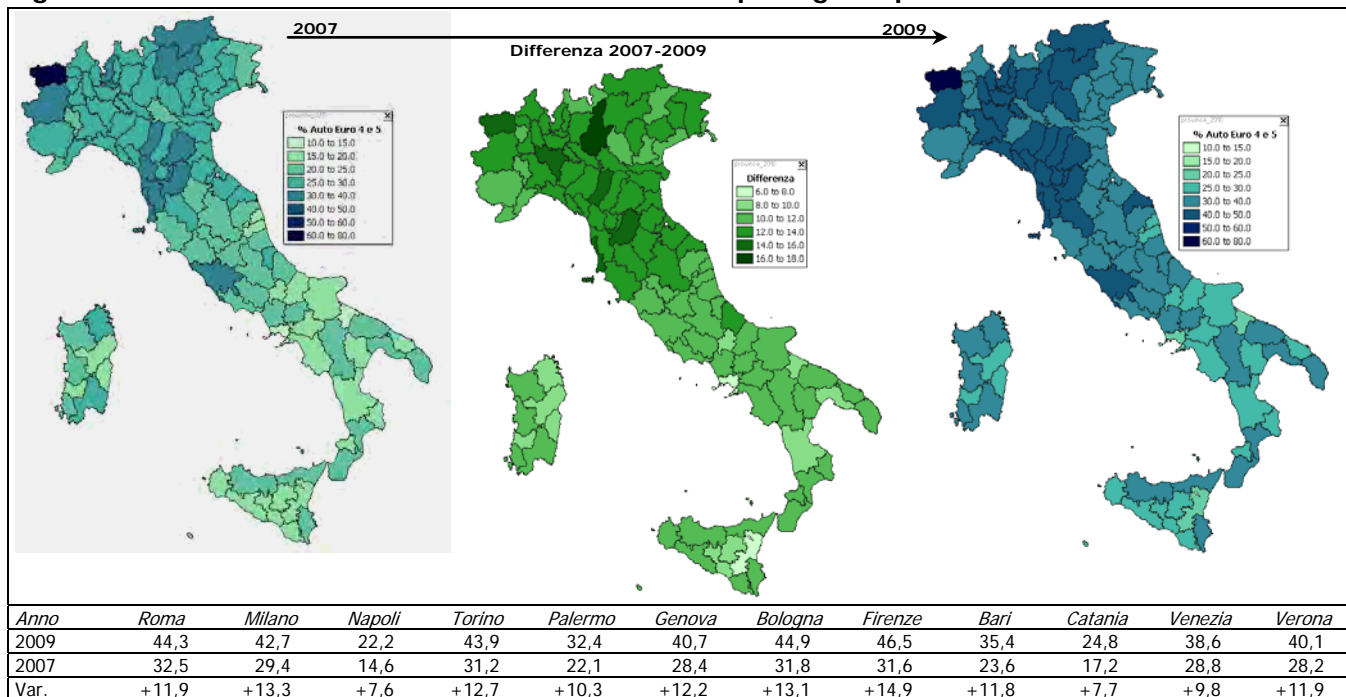 2007
2009
Differenza 2007-2009
% Auto Euro 4 e 5
10.0 to 15.0
15.0 to 20.0
20.0 to 25.0
25.0 to 30.0
30.0 to 40.0
40.0 to 50.0
50.0 to 60.0
60.0 to 80.0
Differenza
6.0 to 8.0
8.0 to 10.0
10.0 to 12.0
12.0 to 14.0
14.0 to 16.0
16.0 to 18.0
% Auto Euro 4 e 5
10.0 to 15.0
15.0 to 20.0
20.0 to 25.0
25.0 to 30.0
30.0 to 40.0
40.0 to 50.0
50.0 to 60.0
60.0 to 80.0
Anno Roma Milano Napoli Torino Palermo Genova Bologna Firenze Bari Catania Venezia Verona
2009 44,3 42,7 22,2 43,9 32,4 40,7 44,9 46,5 35,4 24,8 38,6 40,1
2007 32,5 29,4 14,6 31,2 22,1 28,4 31,8 31,6 23,6 17,2 28,8 28,2
Var. +11,9 +13,3 +7,6 +12,7 +10,3 +12,2 +13,1 +14,9 +11,8 +7,7 +9,8 +11,9